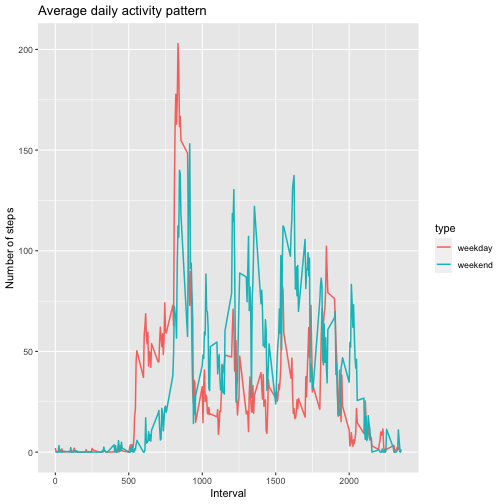 Average daily activity pattern
Number of steps
200
150
100
50
0
0 500 1000 1500 2000
Interval
type
weekday
weekend